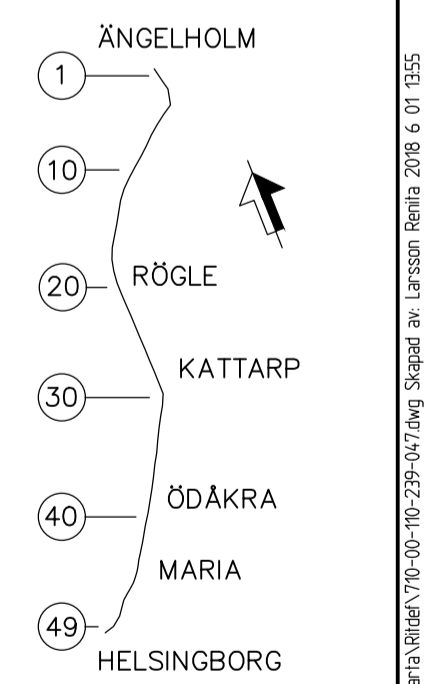 ÄNGELHOLM
1
10
RÖGLE
20
KATTARP
30
ÖDÅKRA
40
MARIA
49
HELSINGBORG
arta\Ritdef\710-00-110-239-047.dwg Skapad av: Larsson Renita 2018 6 01 13:55